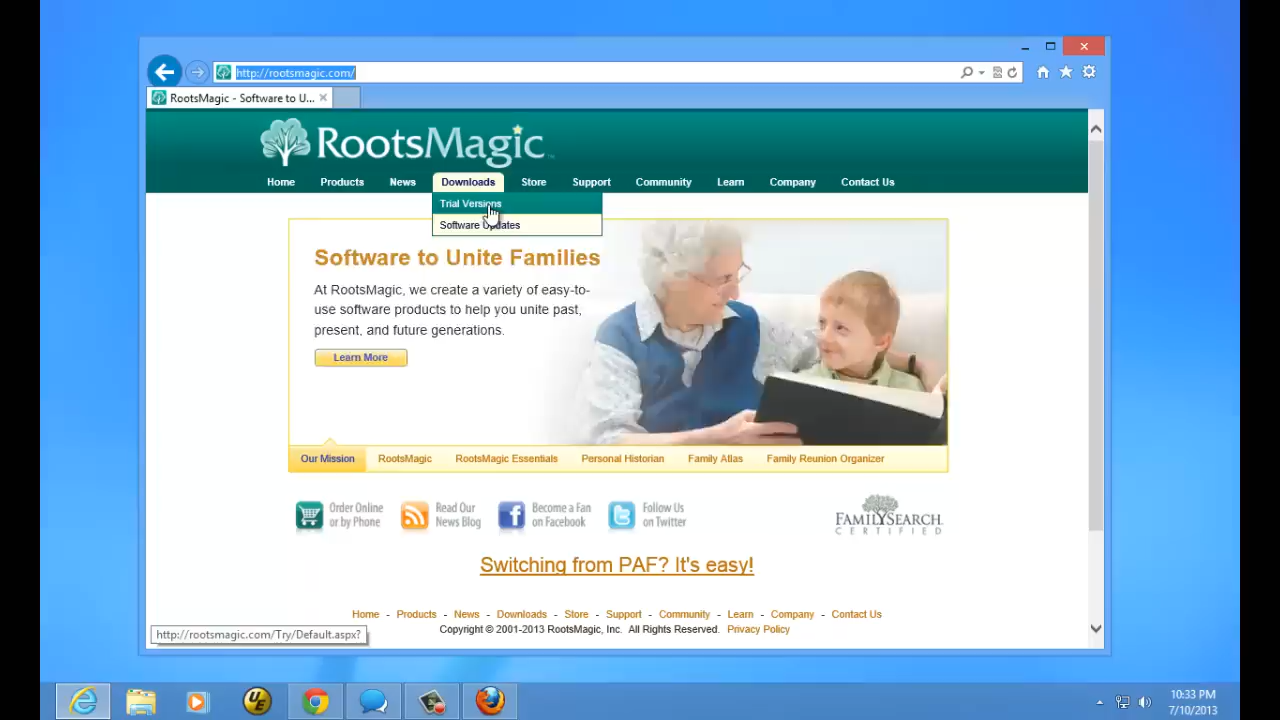 http://rootsmagic.com/
RootsMagic - Software to U...
RootsMagic™
Home Products News Downloads Store Support Community Learn Company Contact Us
Trial Versions
Software Updates
Software to Unite Families
At RootsMagic, we create a variety of easy-to-
use software products to help you unite past,
present, and future generations.
Learn More
Our Mission RootsMagic RootsMagic Essentials Personal Historian Family Atlas Family Reunion Organizer
Order Online
or by Phone
Read Our
News Blog
Become a Fan
on Facebook
Follow Us
on Twitter
FAMILYSEARCH
CERTIFIED
Switching from PAF? It's easy!
Home - Products - News - Downloads - Store - Support - Community - Learn - Company - Contact Us
Copyright © 2001-2013 RootsMagic, Inc. All Rights Reserved. Privacy Policy
http://rootsmagic.com/Try/Default.aspx?
UE
10:33 PM
7/10/2013